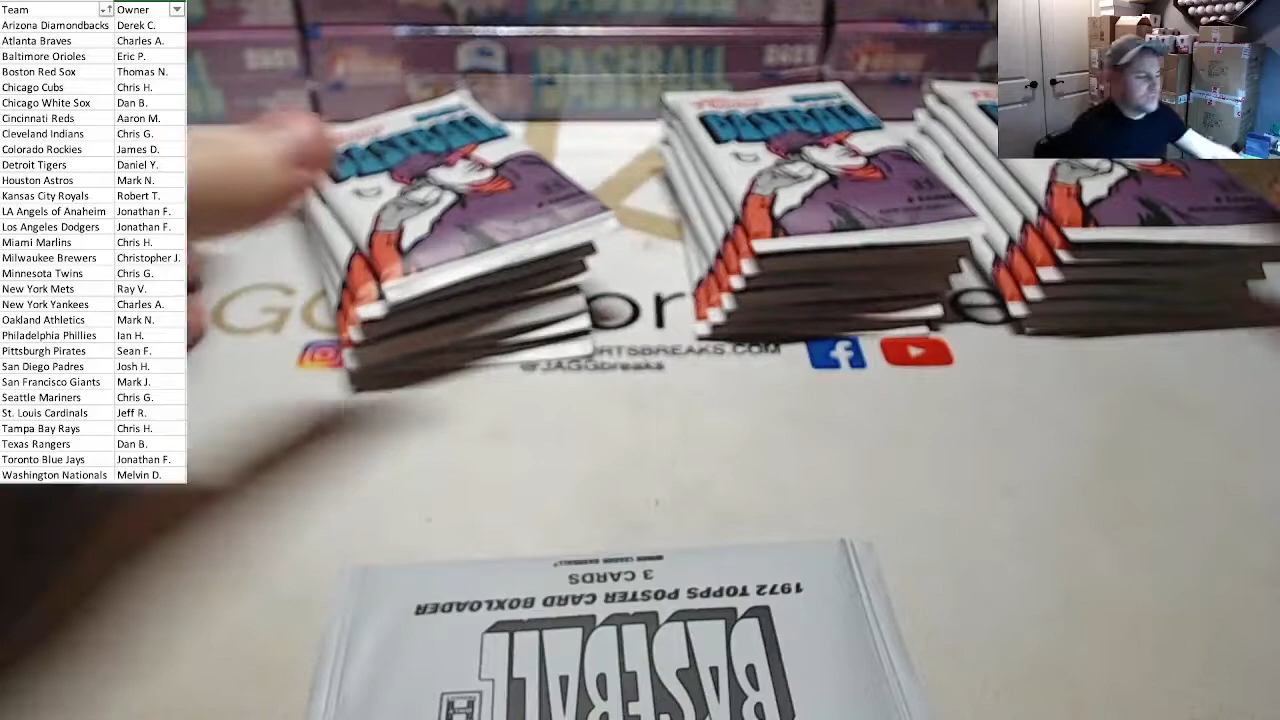 Team Owner
Arizona Diamondbacks Derek C.
Atlanta Braves Charles A.
Baltimore Orioles Eric P.
Boston Red Sox Thomas N.
Chicago Cubs Chris H.
Chicago White Sox Dan B.
Cincinnati Reds Aaron M.
Cleveland Indians Chris G.
Colorado Rockies James D.
Detroit Tigers Daniel Y.
Houston Astros Mark N.
Kansas City Royals Robert T.
LA Angels of Anaheim Jonathan F.
Los Angeles Dodgers Jonathan F.
Miami Marlins Chris H.
Milwaukee Brewers Christopher J.
Minnesota Twins Chris G.
New York Mets Ray V.
New York Yankees Charles A.
Oakland Athletics Mark N.
Philadelphia Phillies Ian H.
Pittsburgh Pirates Sean F.
San Diego Padres Josh H.
San Francisco Giants Mark J.
Seattle Mariners Chris G.
St. Louis Cardinals Jeff R.
Tampa Bay Rays Chris H.
Texas Rangers Dan B.
Toronto Blue Jays Jonathan F.
Washington Nationals Melvin D.
BASEBALL
BASEBALL
BASEBALL
RTSBREAKS.COM
@JAGGbreaks
3 CARDS
1972 TOPPS POSTER CARD BOXLOADER
BASEBALL